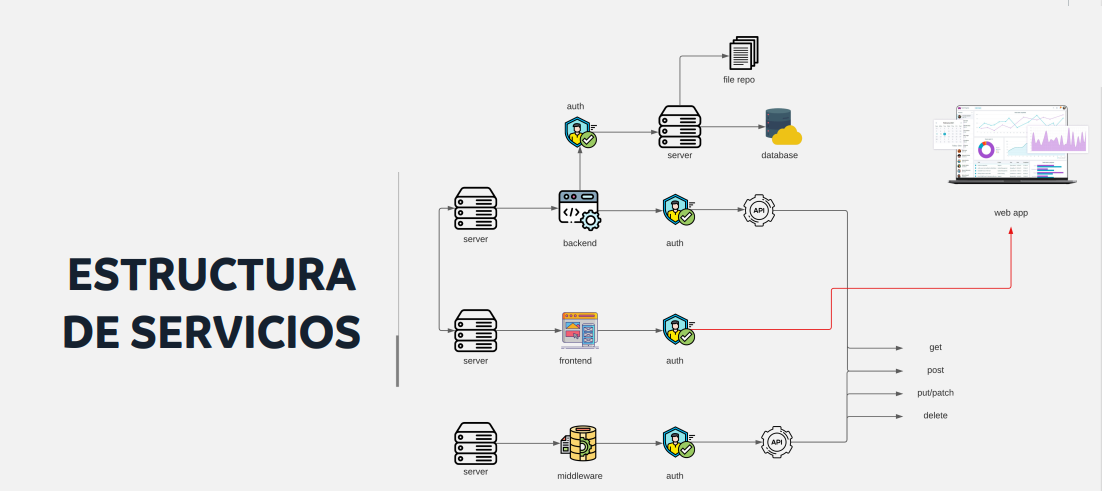 ESTRUCTURA
DE SERVICIOS
file repo
auth
server
database
server
backend
auth
API
web app
server
frontend
auth
get
post
put/patch
delete
server
middleware
auth
API